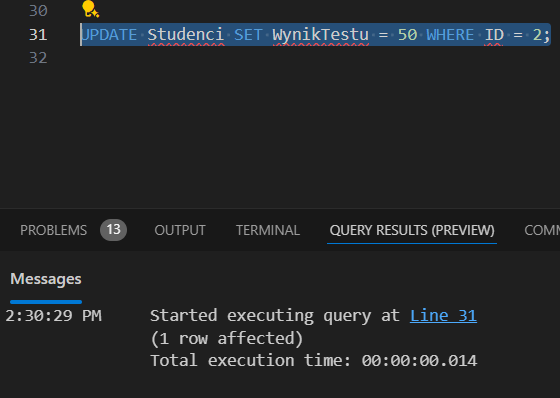 30
31 UPDATE Studenci SET WynikTestu = 50 WHERE ID = 2;
32
PROBLEMS 13 OUTPUT TERMINAL QUERY RESULTS (PREVIEW) COMM
Messages
2:30:29 PM Started executing query at Line 31
(1 row affected)
Total execution time: 00:00:00.014